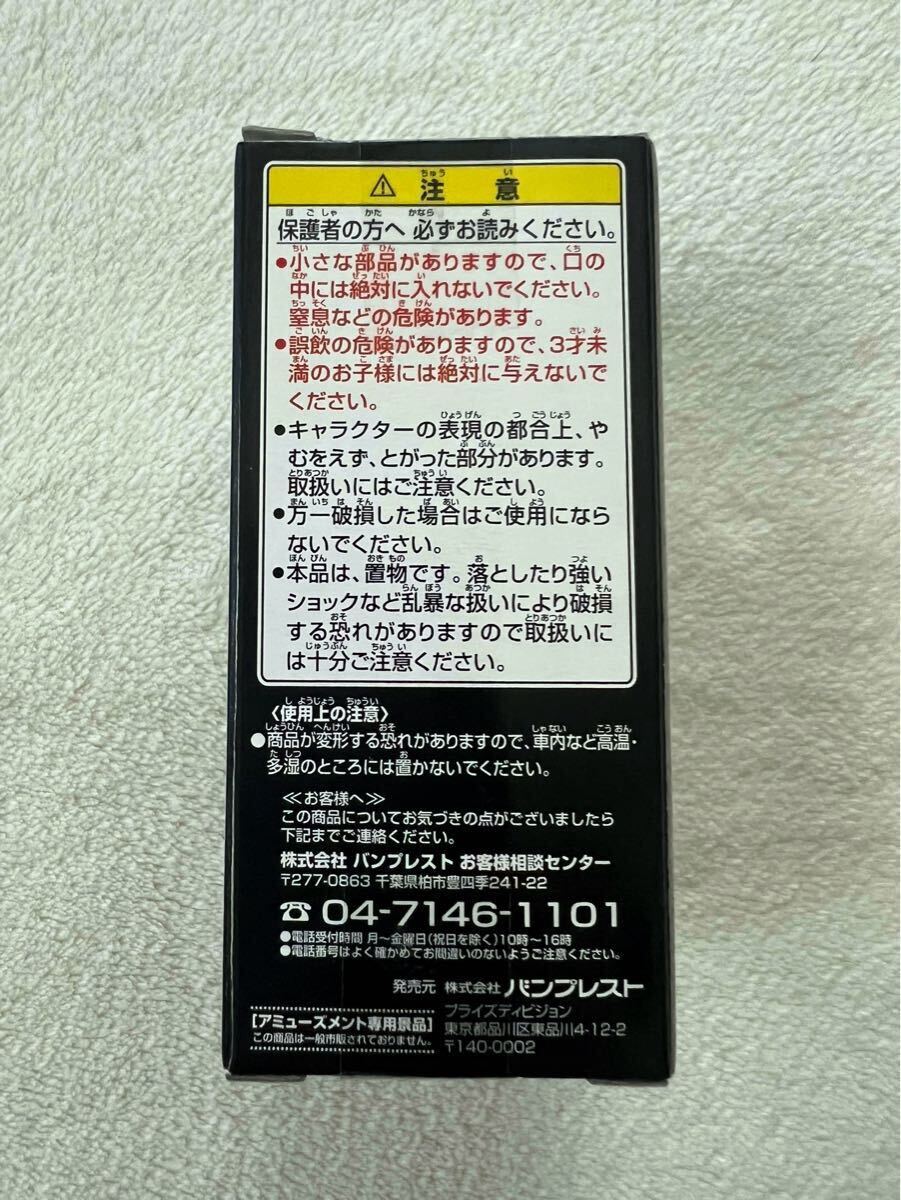 ⚠ 注意
保護者の方へ 必ずお読みください。
●小さな部品がありますので、口の
中には絶対に入れないでください。
窒息などの危険があります。
●誤飲の危険がありますので、3才未
満のお子様には絶対に与えないで
ください。
●キャラクターの表現の都合上、や
むをえず、とがった部分があります。
取扱いにはご注意ください。
●万一破損した場合はご使用になら
ないでください。
●本品は、置物です。落としたり強い
ショックなど乱暴な扱いにより破損
する恐れがありますので取扱いに
は十分ご注意ください。
〈使用上の注意〉
●商品が変形する恐れがありますので、車内など高温・
多湿のところには置かないでください。
≪お客様へ≫
この商品についてお気づきの点がございましたら
下記までご連絡ください。
株式会社 バンプレスト お客様相談センター
〒277-0863 千葉県柏市豊四季241-22
☎ 04-7146-1101
●電話受付時間 月〜金曜日(祝日を除く)10時〜16時
●電話番号はよく確かめてお間違いのないようご注意ください。
発売元 株式会社 バンプレスト
プライズディビジョン
東京都品川区東品川4-12-2
〒140-0002
[アミューズメント専用景品]
この商品は一般市販されておりません。